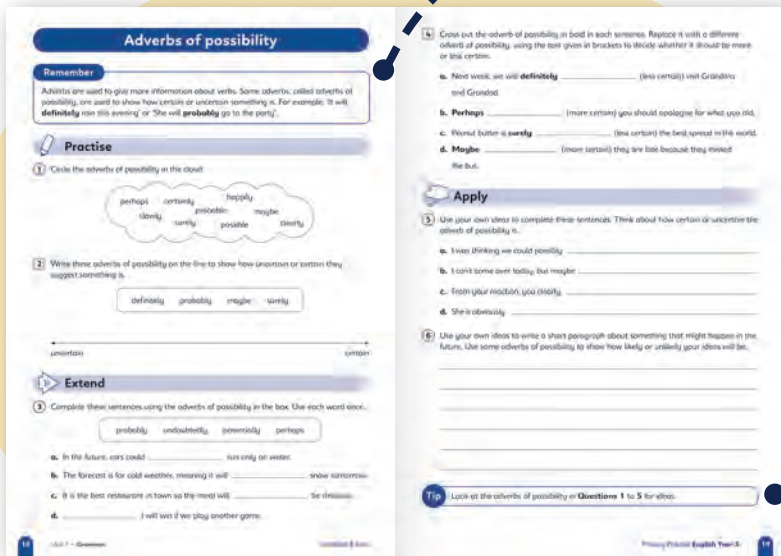 Adverbs of possibility
Remember
Adverbs are used to give more information about verbs. Some adverbs, called adverbs of
possibility, are used to show how certain or uncertain something is. For example: 'It will
definitely rain this evening' or 'She will probably go to the party'.
Practise
1 Circle the adverbs of possibility in the cloud.
perhaps certainly happily
slowly probable maybe
surely possible clearly
2 Write these adverbs of possibility on the line to show how uncertain or certain they
suggest something is.
definitely probably maybe surely
uncertain certain
Extend
3 Complete these sentences using the adverbs of possibility in the box. Use each word once.
probably undoubtedly potentially perhaps
a. In the future, cars could run only on water.
b. The forecast is for cold weather, meaning it will snow tomorrow.
c. It is the best restaurant in town so the meal will be delicious.
d. I will win if we play another game.
18 Unit 1 – Grammar
4 Cross out the adverb of possibility in bold in each sentence. Replace it with a different
adverb of possibility, using the text given in brackets to decide whether it should be more
or less certain.
a. Next week, we will definitely (less certain) visit Grandma
and Grandad.
b. Perhaps (more certain) you should apologise for what you did.
c. Peanut butter is surely (less certain) the best spread in the world.
d. Maybe (more certain) they are late because they missed
the bus.
Apply
5 Use your own ideas to complete these sentences. Think about how certain or uncertain the
adverb of possibility is.
a. I was thinking we could possibly
b. I can't come over today, but maybe
c. From your reaction, you clearly
d. She is obviously
6 Use your own ideas to write a short paragraph about something that might happen in the
future. Use some adverbs of possibility to show how likely or unlikely your ideas will be.
Tip Look at the adverbs of possibility in Questions 1 to 5 for ideas.
Primary Practice English Year 5 19